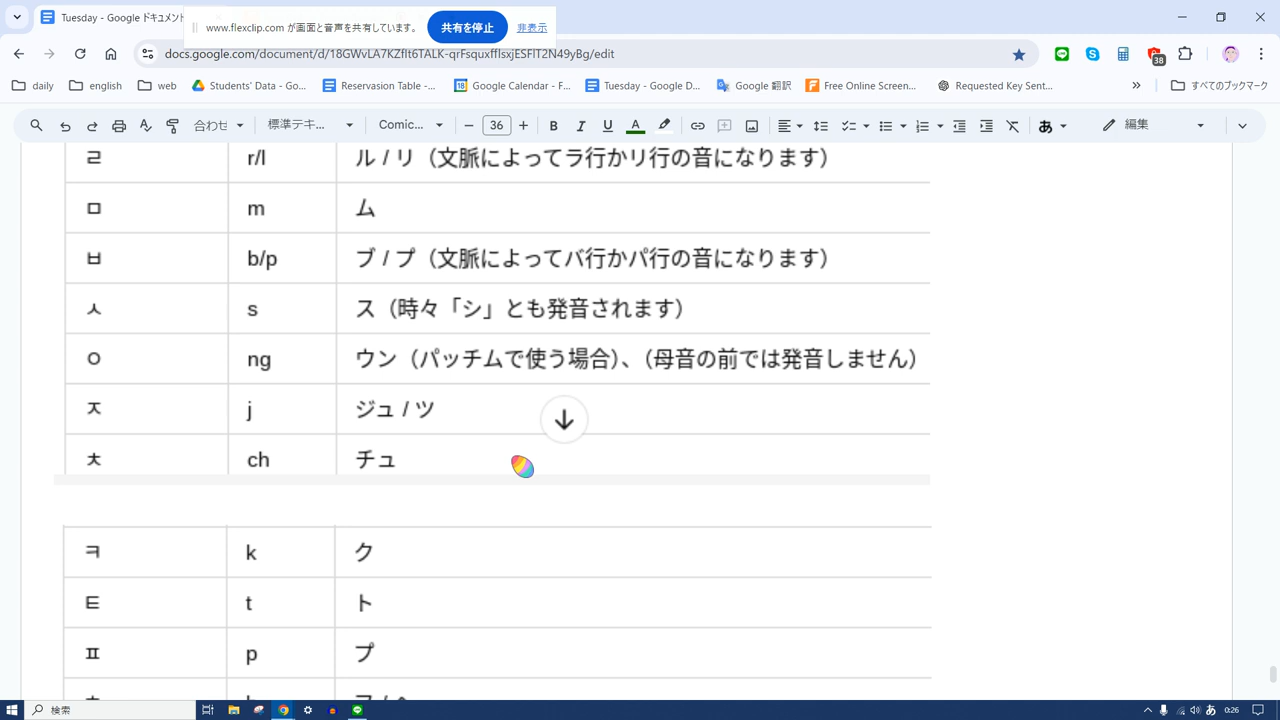 Tuesday - Google ドキュメント
www.flexclip.com が画面と音声を共有しています。 共有を停止 非表示
docs.google.com/document/d/18GWyLA7KZflt6TALK-qrFsquxfflsxjESFlT2N49yBg/edit
38
daily english web Students' Data - Go... Reservasion Table -... Google Calendar - F... Tuesday - Google D... Google 翻訳 Free Online Screen... Requested Key Sent... » すべてのブックマーク
合わせ 標準テキ... Comic... − 36 + B I U A あ 編集
ㄹ r/l ル / リ（文脈によってラ行かリ行の音になります）
ㅁ m ム
ㅂ b/p ブ / プ（文脈によってバ行かパ行の音になります）
ㅅ s ス（時々「シ」とも発音されます）
ㅇ ng ウン（パッチムで使う場合）、（母音の前では発音しません）
ㅈ j ジュ / ツ
ㅊ ch チュ
ㅋ k ク
ㅌ t ト
ㅍ p プ
検索 あ 0:26